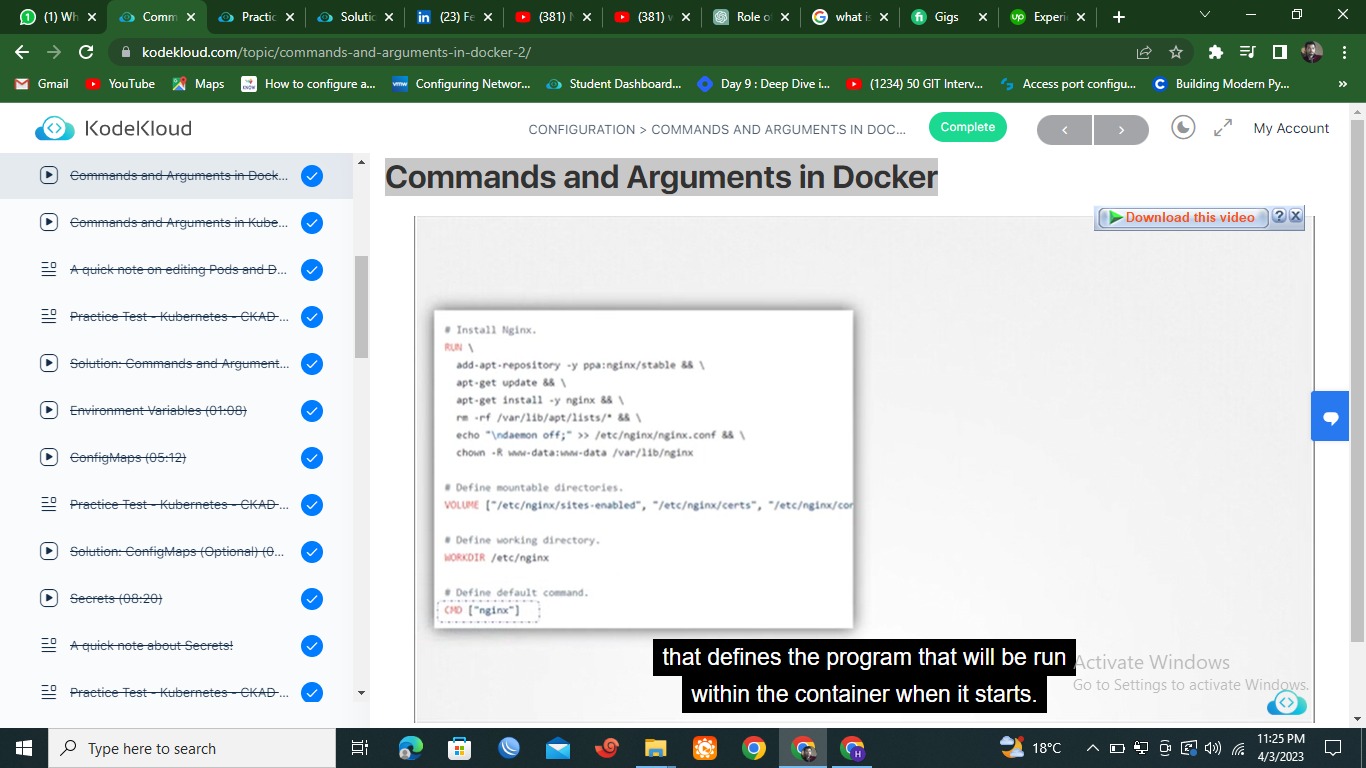 (1) Wh
Comm
Practic
Solutic
(23) Fe
(381) N
(381) v
Role o
what is
Gigs
Experi
kodekloud.com/topic/commands-and-arguments-in-docker-2/
Gmail
YouTube
Maps
How to configure a...
Configuring Networ...
Student Dashboard...
Day 9 : Deep Dive i...
(1234) 50 GIT Interv...
Access port configu...
Building Modern Py...
»
KodeKloud
CONFIGURATION > COMMANDS AND ARGUMENTS IN DOC...
Complete
< >
My Account
Commands and Arguments in Dock...
Commands and Arguments in Kube...
A quick note on editing Pods and D...
Practice Test - Kubernetes - CKAD ...
Solution: Commands and Argument...
Environment Variables (01:08)
ConfigMaps (05:12)
Practice Test - Kubernetes - CKAD ...
Solution: ConfigMaps (Optional) (0...
Secrets (08:20)
A quick note about Secrets!
Practice Test - Kubernetes - CKAD ...
Commands and Arguments in Docker
Download this video ? X
# Install Nginx.
RUN \
add-apt-repository -y ppa:nginx/stable && \
apt-get update && \
apt-get install -y nginx && \
rm -rf /var/lib/apt/lists/* && \
echo "\ndaemon off;" >> /etc/nginx/nginx.conf && \
chown -R www-data:www-data /var/lib/nginx
# Define mountable directories.
VOLUME ["/etc/nginx/sites-enabled", "/etc/nginx/certs", "/etc/nginx/cor
# Define working directory.
WORKDIR /etc/nginx
# Define default command.
CMD ["nginx"]
that defines the program that will be run
within the container when it starts.
Activate Windows
Go to Settings to activate Windows.
Type here to search
18°C
11:25 PM
4/3/2023